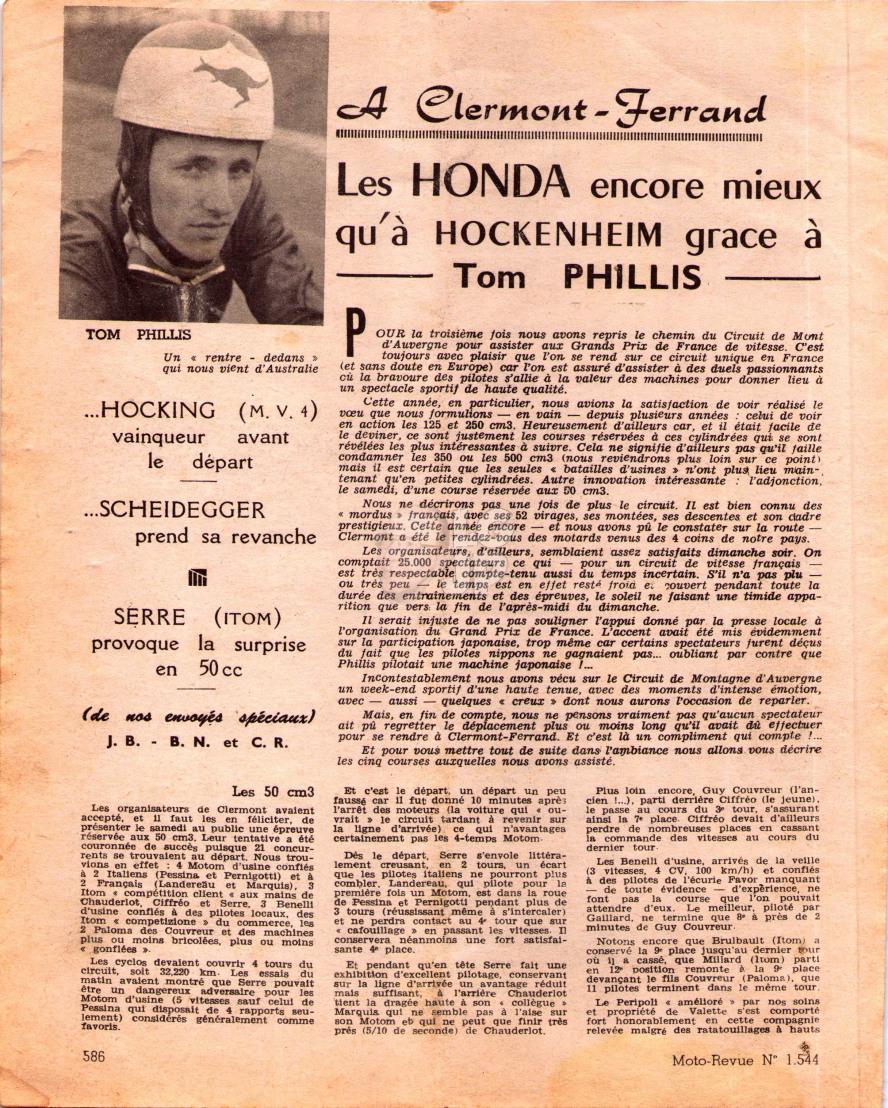 A Clermont-Ferrand
Les HONDA encore mieux
qu'à HOCKENHEIM grace à
Tom PHILLIS
TOM PHILLIS
Un « rentre - dedans »
qui nous vient d'Australie
...HOCKING (M. V. 4)
vainqueur avant
le départ
...SCHEIDEGGER
prend sa revanche
SERRE (ITOM)
provoque la surprise
en 50cc
(de nos envoyés spéciaux)
J. B. - B. N. et C. R.
POUR la troisième fois nous avons repris le chemin du Circuit de Mont
d'Auvergne pour assister aux Grands Prix de France de vitesse. C'est
toujours avec plaisir que l'on se rend sur ce circuit unique en France
(et sans doute en Europe) car l'on est assuré d'assister à des duels passionnants
où la bravoure des pilotes s'allie à la valeur des machines pour donner lieu à
un spectacle sportif de haute qualité.
Cette année, en particulier, nous avions la satisfaction de voir réalisé le
vœu que nous formulions — en vain — depuis plusieurs années : celui de voir
en action les 125 et 250 cm3. Heureusement d'ailleurs car, et il était facile de
le deviner, ce sont justement les courses réservées à ces cylindrées qui se sont
révélées les plus intéressantes à suivre. Cela ne signifie d'ailleurs pas qu'il faille
condamner les 350 ou les 500 cm3 (nous reviendrons plus loin sur ce point)
mais il est certain que les seules « batailles d'usines » n'ont plus lieu main-
tenant qu'en petites cylindrées. Autre innovation intéressante : l'adjonction,
le samedi, d'une course réservée aux 50 cm3.
Nous ne décrirons pas une fois de plus le circuit. Il est bien connu des
« mordus » français, avec ses 52 virages, ses montées, ses descentes et son cadre
prestigieux. Cette année encore — et nous avons pû le constater sur la route —
Clermont a été le rendez-vous des motards venus des 4 coins de notre pays.
Les organisateurs, d'ailleurs, semblaient assez satisfaits dimanche soir. On
comptait 25.000 spectateurs ce qui — pour un circuit de vitesse français —
est très respectable compte-tenu aussi du temps incertain. S'il n'a pas plu —
ou très peu — le temps est en effet resté froid et couvert pendant toute la
durée des entrainements et des épreuves, le soleil ne faisant une timide appa-
rition que vers la fin de l'après-midi du dimanche.
Il serait injuste de ne pas souligner l'appui donné par la presse locale à
l'organisation du Grand Prix de France. L'accent avait été mis évidemment
sur la participation japonaise, trop même car certains spectateurs furent déçus
du fait que les pilotes nippons ne gagnaient pas... oubliant par contre que
Phillis pilotait une machine japonaise !...
Incontestablement nous avons vécu sur le Circuit de Montagne d'Auvergne
un week-end sportif d'une haute tenue, avec des moments d'intense émotion,
avec — aussi — quelques « creux » dont nous aurons l'occasion de reparler.
Mais, en fin de compte, nous ne pensons vraiment pas qu'aucun spectateur
ait pû regretter le déplacement plus ou moins long qu'il avait dû effectuer
pour se rendre à Clermont-Ferrand. Et c'est là un compliment qui compte !...
Et pour vous mettre tout de suite dans l'ambiance nous allons vous décrire
les cinq courses auxquelles nous avons assisté.
Les 50 cm3
Les organisateurs de Clermont avaient
accepté, et il faut les en féliciter, de
présenter le samedi au public une épreuve
réservée aux 50 cm3. Leur tentative a été
couronnée de succès puisque 21 concur-
rents se trouvaient au départ. Nous trou-
vions en effet : 4 Motom d'usine confiés
à 2 Italiens (Pessina et Pernigotti) et à
2 Français (Landereau et Marquis), 3
Itom « compétition client « aux mains de
Chauderlot, Ciffréo et Serre, 3 Benelli
d'usine confiés à des pilotes locaux, des
Itom « competizione » du commerce, les
2 Paloma des Couvreur et des machines
plus ou moins bricolées, plus ou moins
« gonflées ».
Les cyclos devaient couvrir 4 tours du
circuit, soit 32,220 km. Les essais du
matin avaient montré que Serre pouvait
être un dangereux adversaire pour les
Motom d'usine (5 vitesses sauf celui de
Pessina qui disposait de 4 rapports seu-
lement) considérés généralement comme
favoris.
Et c'est le départ, un départ un peu
faussé car il fut donné 10 minutes après
l'arrêt des moteurs (la voiture qui « ou-
vrait » le circuit tardant à revenir sur
la ligne d'arrivée) ce qui n'avantages
certainement pas les 4-temps Motom.
Dès le départ, Serre s'envole littéra-
lement creusant, en 2 tours, un écart
que les pilotes italiens ne pourront plus
combler. Landereau, qui pilote pour la
première fois un Motom, est dans la roue
de Pessina et Pernigotti pendant plus de
3 tours (réussissant même à s'intercaler)
et ne perdra contact au 4e tour que sur
« cafouillage » en passant les vitesses. Il
conservera néanmoins une fort satisfai-
sante 4e place.
Et pendant qu'en tête Serre fait une
exhibition d'excellent pilotage, conservant
sur la ligne d'arrivée un avantage réduit
mais suffisant, à l'arrière Chauderlot
tient la dragée haute à son « collègue »
Marquis qui ne semble pas à l'aise sur
son Motom et qui ne peut que finir très
près (5/10 de seconde) de Chauderlot.
Plus loin encore, Guy Couvreur (l'an-
cien !...), parti derrière Ciffréo (le jeune),
le passe au cours du 3e tour, s'assurant
ainsi la 7e place. Ciffréo devait d'ailleurs
perdre de nombreuses places en cassant
la commande des vitesses au cours du
dernier tour.
Les Benelli d'usine, arrivés de la veille
(3 vitesses, 4 CV, 100 km/h) et confiés
à des pilotes de l'écurie Favor manquant
— de toute évidence — d'expérience, ne
font pas la course que l'on pouvait
attendre d'eux. Le meilleur, piloté par
Gaillard, ne termine que 8e à près de 2
minutes de Guy Couvreur.
Notons encore que Brulbault (Itom) a
conservé la 9e place jusqu'au dernier tour
où il a cassé, que Millard (Itom) parti
en 12e position remonte à la 9e place
devançant le fils Couvreur (Paloma), que
11 pilotes terminent dans le même tour.
Le Peripoli « amélioré » par nos soins
et propriété de Valette s'est comporté
fort honorablement en cette compagnie
relevée malgré des ratatouillages à hauts
586
Moto-Revue N° 1.544